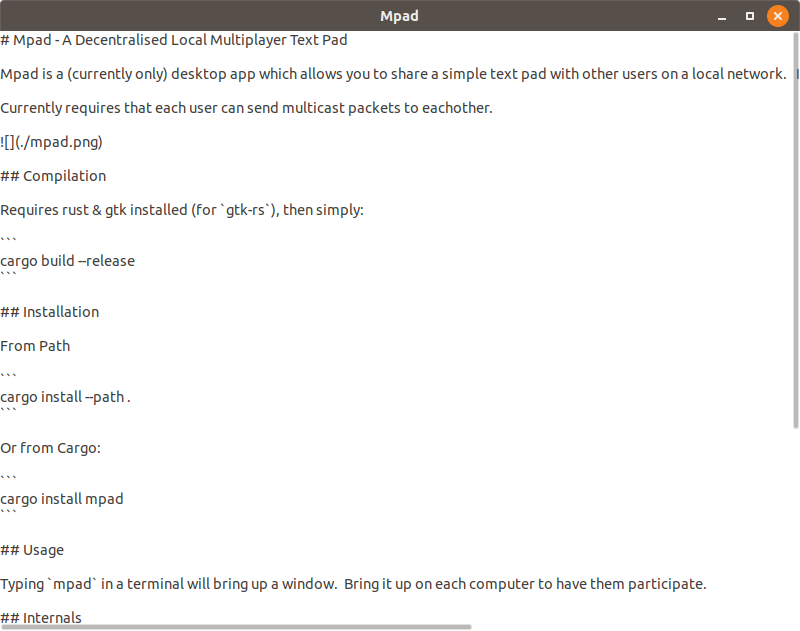 Mpad
# Mpad - A Decentralised Local Multiplayer Text Pad
Mpad is a (currently only) desktop app which allows you to share a simple text pad with other users on a local network.
Currently requires that each user can send multicast packets to eachother.
![](./mpad.png)
## Compilation
Requires rust & gtk installed (for `gtk-rs`), then simply:
```
cargo build --release
```
## Installation
From Path
```
cargo install --path .
```
Or from Cargo:
```
cargo install mpad
```
## Usage
Typing `mpad` in a terminal will bring up a window.  Bring it up on each computer to have them participate.
## Internals